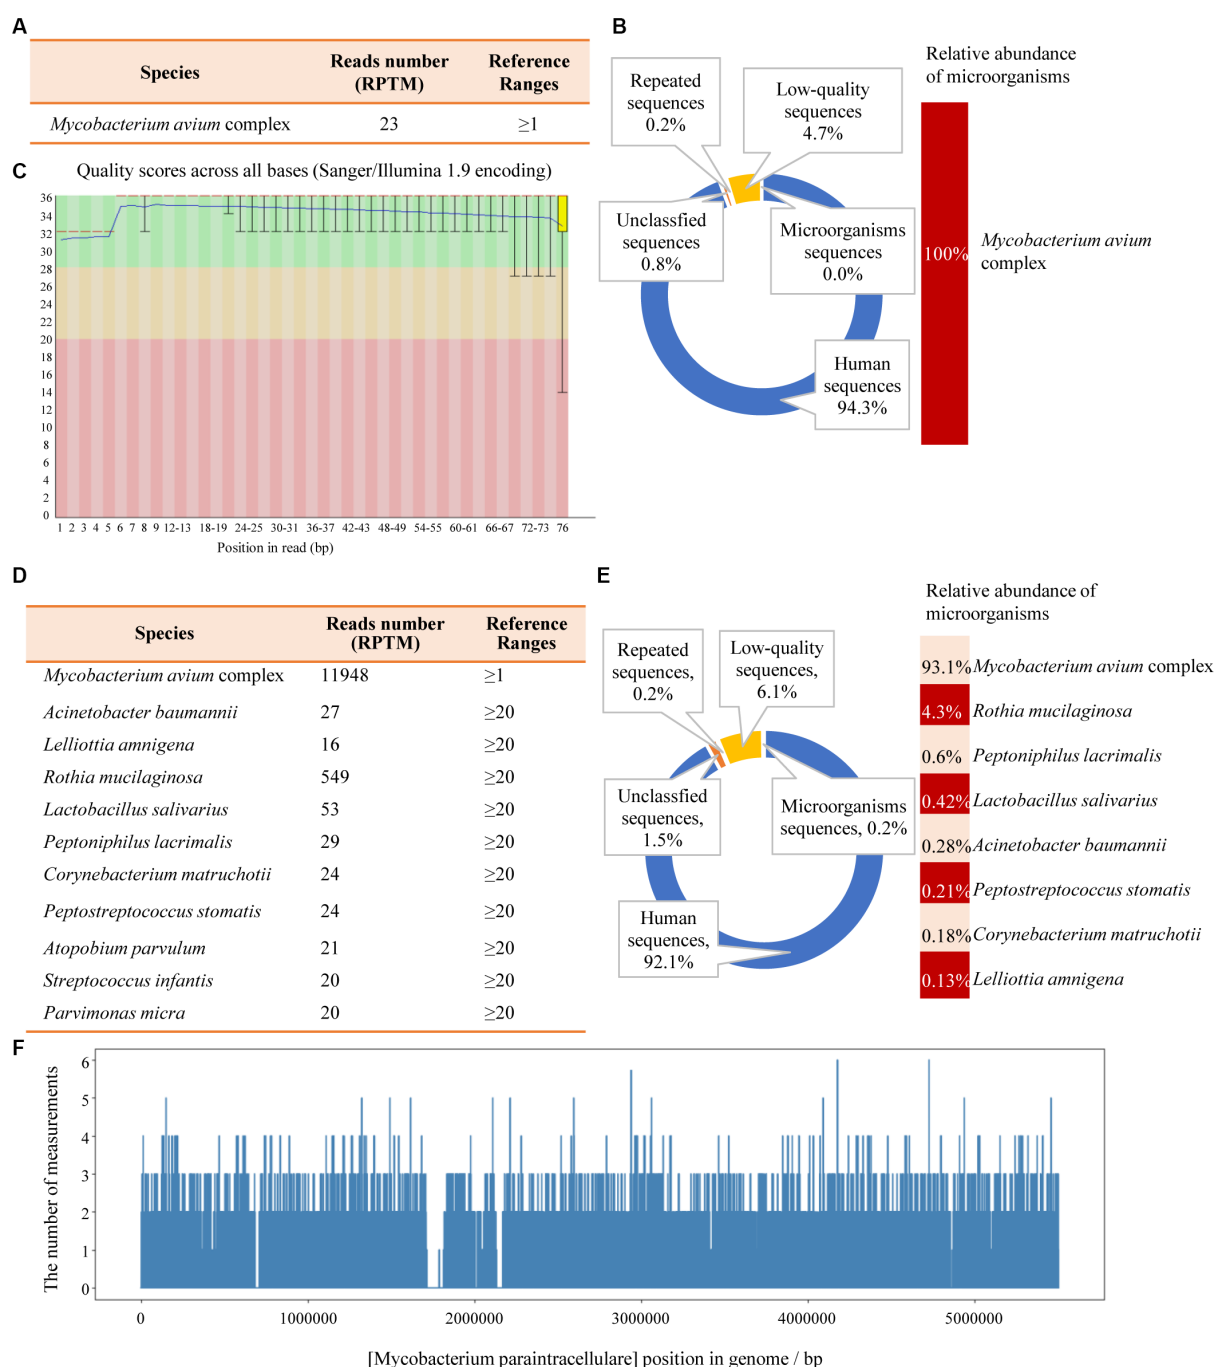 A
Species
Reads number
(RPTM)
Reference
Ranges
Mycobacterium avium complex
23
≥1
B
Relative abundance
of microorganisms
Repeated
sequences
0.2%
Low-quality
sequences
4.7%
Unclassfied
sequences
0.8%
Microorganisms
sequences
0.0%
Human
sequences
94.3%
100%
Mycobacterium avium
complex
C
Quality scores across all bases (Sanger/Illumina 1.9 encoding)
36
34
32
30
28
26
24
22
20
18
16
14
12
10
8
6
4
2
0
1 2 3 4 5 6 7 8 9 12-13 18-19 24-25 30-31 36-37 42-43 48-49 54-55 60-61 66-67 72-73 76
Position in read (bp)
D
Species
Reads number
(RPTM)
Reference
Ranges
Mycobacterium avium complex 11948 ≥1
Acinetobacter baumannii 27 ≥20
Lelliottia amnigena 16 ≥20
Rothia mucilaginosa 549 ≥20
Lactobacillus salivarius 53 ≥20
Peptoniphilus lacrimalis 29 ≥20
Corynebacterium matruchotii 24 ≥20
Peptostreptococcus stomatis 24 ≥20
Atopobium parvulum 21 ≥20
Streptococcus infantis 20 ≥20
Parvimonas micra 20 ≥20
E
Relative abundance of
microorganisms
Repeated
sequences,
0.2%
Low-quality
sequences,
6.1%
Unclassfied
sequences,
1.5%
Microorganisms
sequences, 0.2%
Human
sequences,
92.1%
93.1% Mycobacterium avium complex
4.3% Rothia mucilaginosa
0.6% Peptoniphilus lacrimalis
0.42% Lactobacillus salivarius
0.28% Acinetobacter baumannii
0.21% Peptostreptococcus stomatis
0.18% Corynebacterium matruchotii
0.13% Lelliottia amnigena
F
The number of measurements
6
5
4
3
2
1
0
0 1000000 2000000 3000000 4000000 5000000
[Mycobacterium paraintracellulare] position in genome / bp